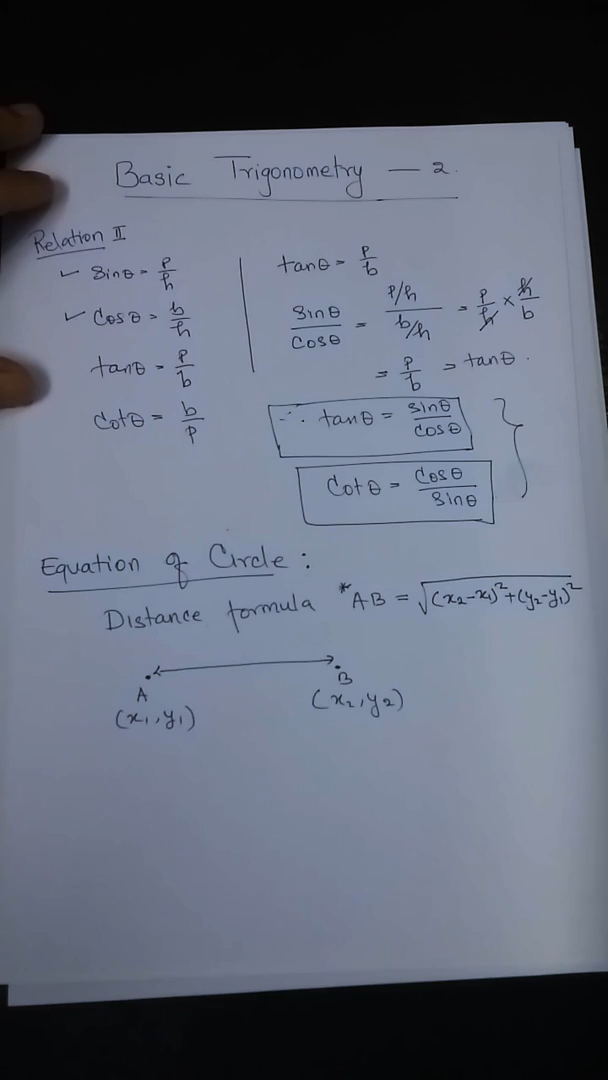 Basic Trigonometry — 2.
Relation II
✓ Sinθ = p/h
✓ Cosθ = b/h
tanθ = p/b
Cotθ = b/p
tanθ = p/b
Sinθ/Cosθ = (p/h)/(b/h) = p/h × h/b
= p/b = tanθ.
∴ tanθ = Sinθ/Cosθ
Cotθ = Cosθ/Sinθ
Equation of Circle :
Distance formula *AB = √(x₂-x₁)²+(y₂-y₁)²
A B
(x₁,y₁) (x₂,y₂)